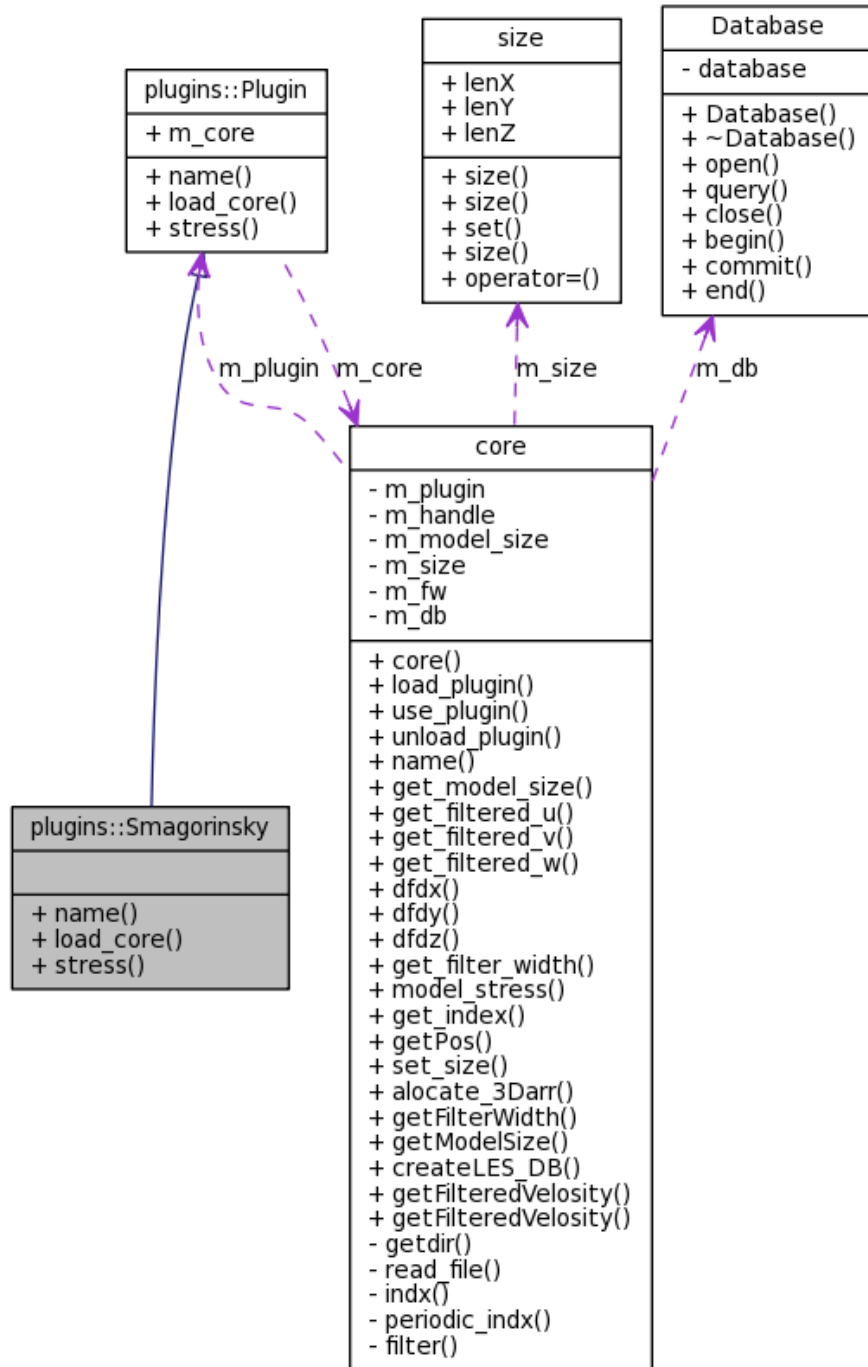 Database
- database
+ Database()
+ ~Database()
+ open()
+ query()
+ close()
+ begin()
+ commit()
+ end()
size
+ lenX
+ lenY
+ lenZ
+ size()
+ size()
+ set()
+ size()
+ operator=()
plugins::Plugin
+ m_core
+ name()
+ load_core()
+ stress()
m_plugin
m_core
m_size
m_db
core
- m_plugin
- m_handle
- m_model_size
- m_size
- m_fw
- m_db
+ core()
+ load_plugin()
+ use_plugin()
+ unload_plugin()
+ name()
+ get_model_size()
+ get_filtered_u()
+ get_filtered_v()
+ get_filtered_w()
+ dfdx()
+ dfdy()
+ dfdz()
+ get_filter_width()
+ model_stress()
+ get_index()
+ getPos()
+ set_size()
+ alocate_3Darr()
+ getFilterWidth()
+ getModelSize()
+ createLES_DB()
+ getFilteredVelosity()
+ getFilteredVelosity()
- getdir()
- read_file()
- indx()
- periodic_indx()
- filter()
plugins::Smagorinsky
+ name()
+ load_core()
+ stress()